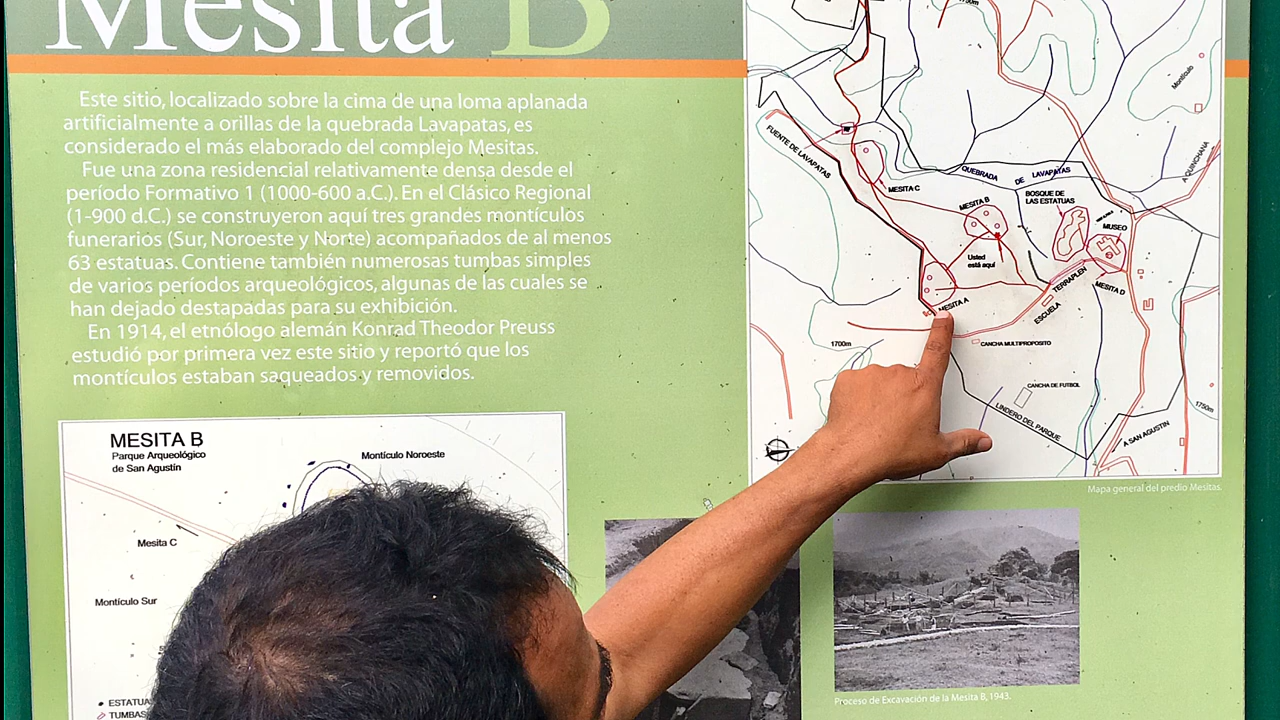 Mesita B
Este sitio, localizado sobre la cima de una loma aplanada
artificialmente a orillas de la quebrada Lavapatas, es
considerado el más elaborado del complejo Mesitas.
Fue una zona residencial relativamente densa desde el
período Formativo 1 (1000-600 a.C.). En el Clásico Regional
(1-900 d.C.) se construyeron aquí tres grandes montículos
funerarios (Sur, Noroeste y Norte) acompañados de al menos
63 estatuas. Contiene también numerosas tumbas simples
de varios períodos arqueológicos, algunas de las cuales se
han dejado destapadas para su exhibición.
En 1914, el etnólogo alemán Konrad Theodor Preuss
estudió por primera vez este sitio y reportó que los
montículos estaban saqueados y removidos.
MESITA B
Parque Arqueológico
de San Agustín
Montículo Noroeste
Mesita C
Montículo Sur
ESTATUA
TUMBAS
1750m
Montículo
FUENTE DE LAVAPATAS
QUEBRADA DE LAVAPATAS
A QUINCHANA
MESITA C
MESITA B
BOSQUE DE
LAS ESTATUAS
MUSEO
Usted
está aquí
MESITA A
TERRAPLEN
MESITA D
ESCUELA
1700m
CANCHA MULTIPROPOSITO
CANCHA DE FUTBOL
LINDERO DEL PARQUE
1750m
A SAN AGUSTIN
Mapa general del predio Mesitas.
Proceso de Excavación de la Mesita B, 1943.